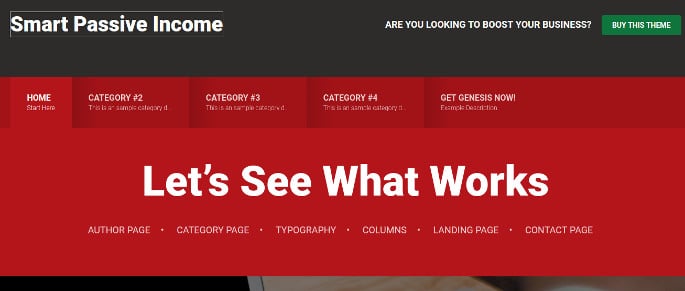 Smart Passive Income
ARE YOU LOOKING TO BOOST YOUR BUSINESS?
BUY THIS THEME
HOME
Start Here
CATEGORY #2
This is an sample category d...
CATEGORY #3
This is an sample category d...
CATEGORY #4
This is an sample category d...
GET GENESIS NOW!
Example Description
Let's See What Works
AUTHOR PAGE • CATEGORY PAGE • TYPOGRAPHY • COLUMNS • LANDING PAGE • CONTACT PAGE